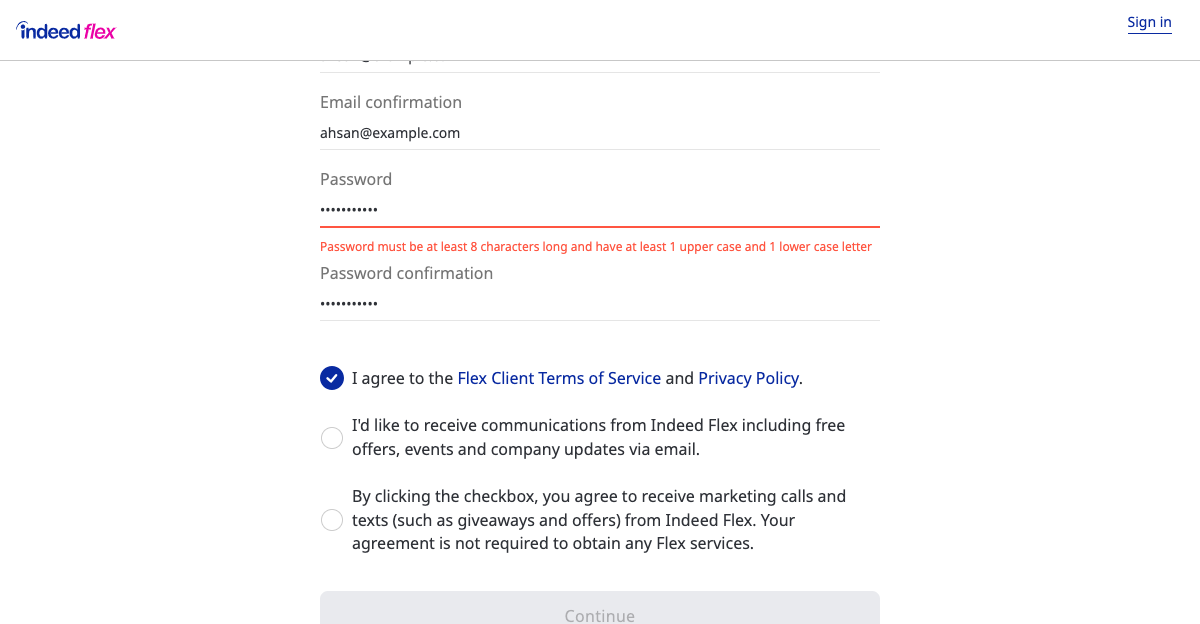 indeed flex
Sign in
Email confirmation
ahsan@example.com
Password
•••••••••••
Password must be at least 8 characters long and have at least 1 upper case and 1 lower case letter
Password confirmation
•••••••••••
I agree to the Flex Client Terms of Service and Privacy Policy.
I'd like to receive communications from Indeed Flex including free
offers, events and company updates via email.
By clicking the checkbox, you agree to receive marketing calls and
texts (such as giveaways and offers) from Indeed Flex. Your
agreement is not required to obtain any Flex services.
Continue